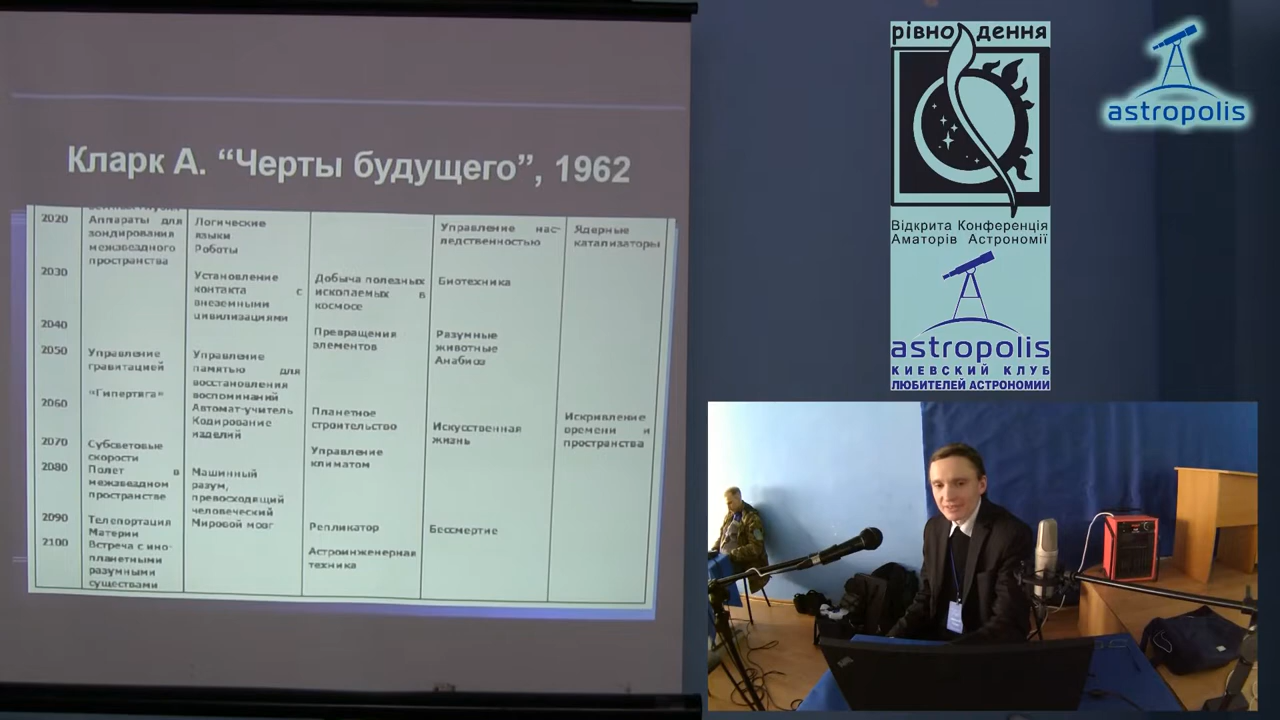 Кларк А. “Черты будущего”, 1962
2020
Аппараты для
зондирования
межзвездного
пространства
Логические
языки
Роботы
Управление нас-
ледственностью
Ядерные
катализаторы
2030
Установление
контакта с
внеземными
цивилизациями
Добыча полезных
ископаемых в
космосе
Биотехника
2040
Превращения
элементов
Разумные
животные
Анабиоз
2050
Управление
гравитацией
«Гипертяга»
Управление
памятью для
восстановления
воспоминаний
2060
Автомат-учитель
Кодирование
изделий
Планетное
строительство
Искусственная
жизнь
Искривление
времени и
пространства
2070
Субсветовые
скорости
Управление
климатом
2080
Полет в
межзвездном
пространстве
Машинный
разум,
превосходящий
человеческий
Мировой мозг
2090
Телепортация
Материи
Репликатор
Бессмертие
2100
Встреча с ино-
планетными
разумными
существами
Астроинженерная
техника
рівнодення
Відкрита Конференція
Аматорів Астрономії
astropolis
КИЕВСКИЙ КЛУБ
ЛЮБИТЕЛЕЙ АСТРОНОМИИ
astropolis